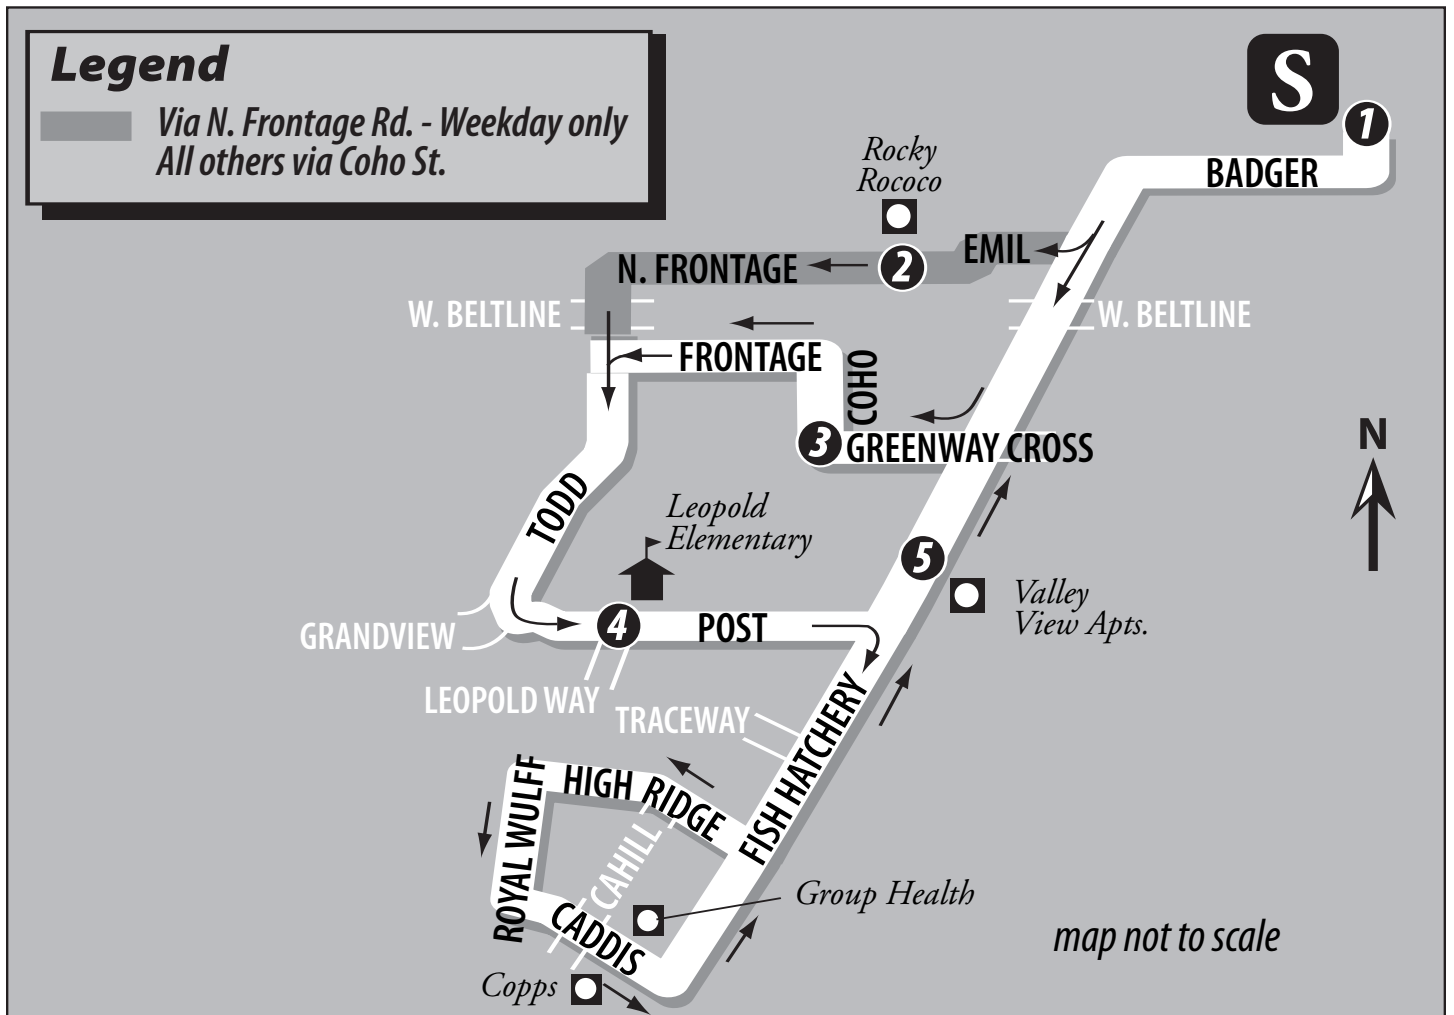 Legend
Via N. Frontage Rd. - Weekday only
All others via Coho St.
S
1
BADGER
Rocky
Rococo
EMIL
2
N. FRONTAGE
W. BELTLINE
W. BELTLINE
FRONTAGE
COHO
3
GREENWAY CROSS
N
TODD
Leopold
Elementary
5
Valley
View Apts.
GRANDVIEW
4
POST
LEOPOLD WAY
TRACEWAY
FISH HATCHERY
HIGH RIDGE
ROYAL WULFF
CAHILL
CADDIS
Group Health
Copps
map not to scale